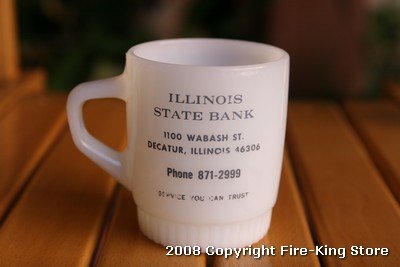 ILLINOIS
STATE BANK
1100 WABASH ST.
DECATUR, ILLINOIS 46306
Phone 871-2999
SERVICE YOU CAN TRUST
2008 Copyright Fire-King Store